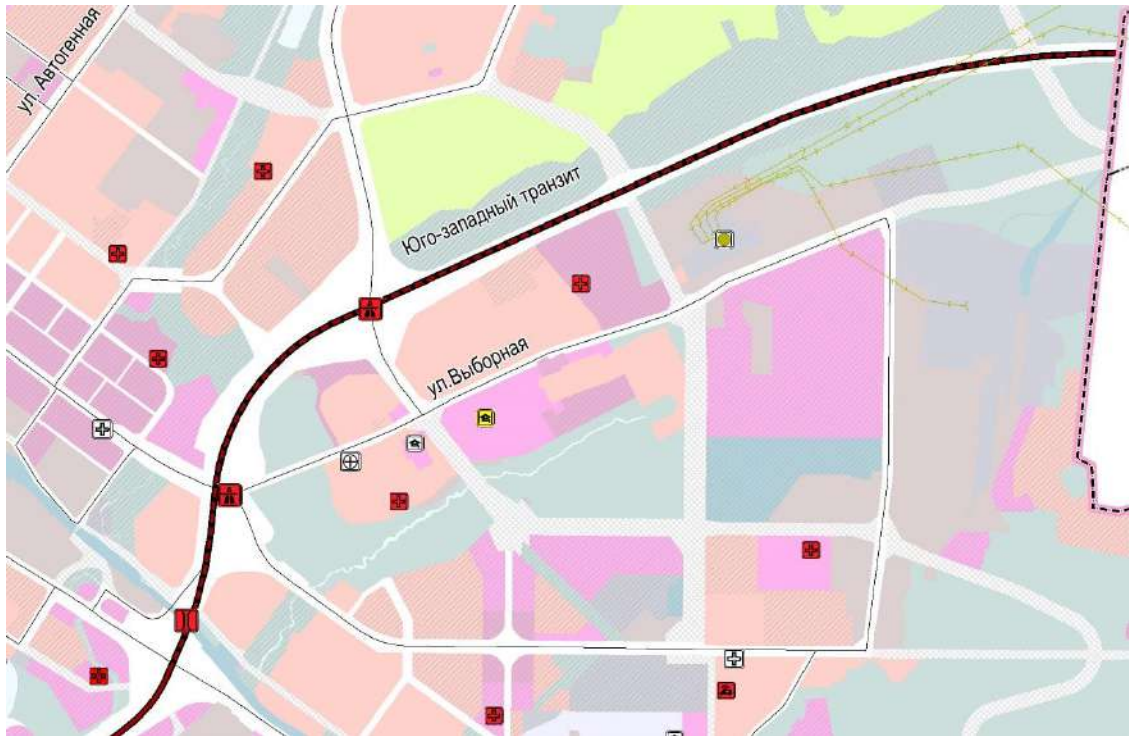 ул. Автогенная
Юго-западный транзит
ул.Выборная